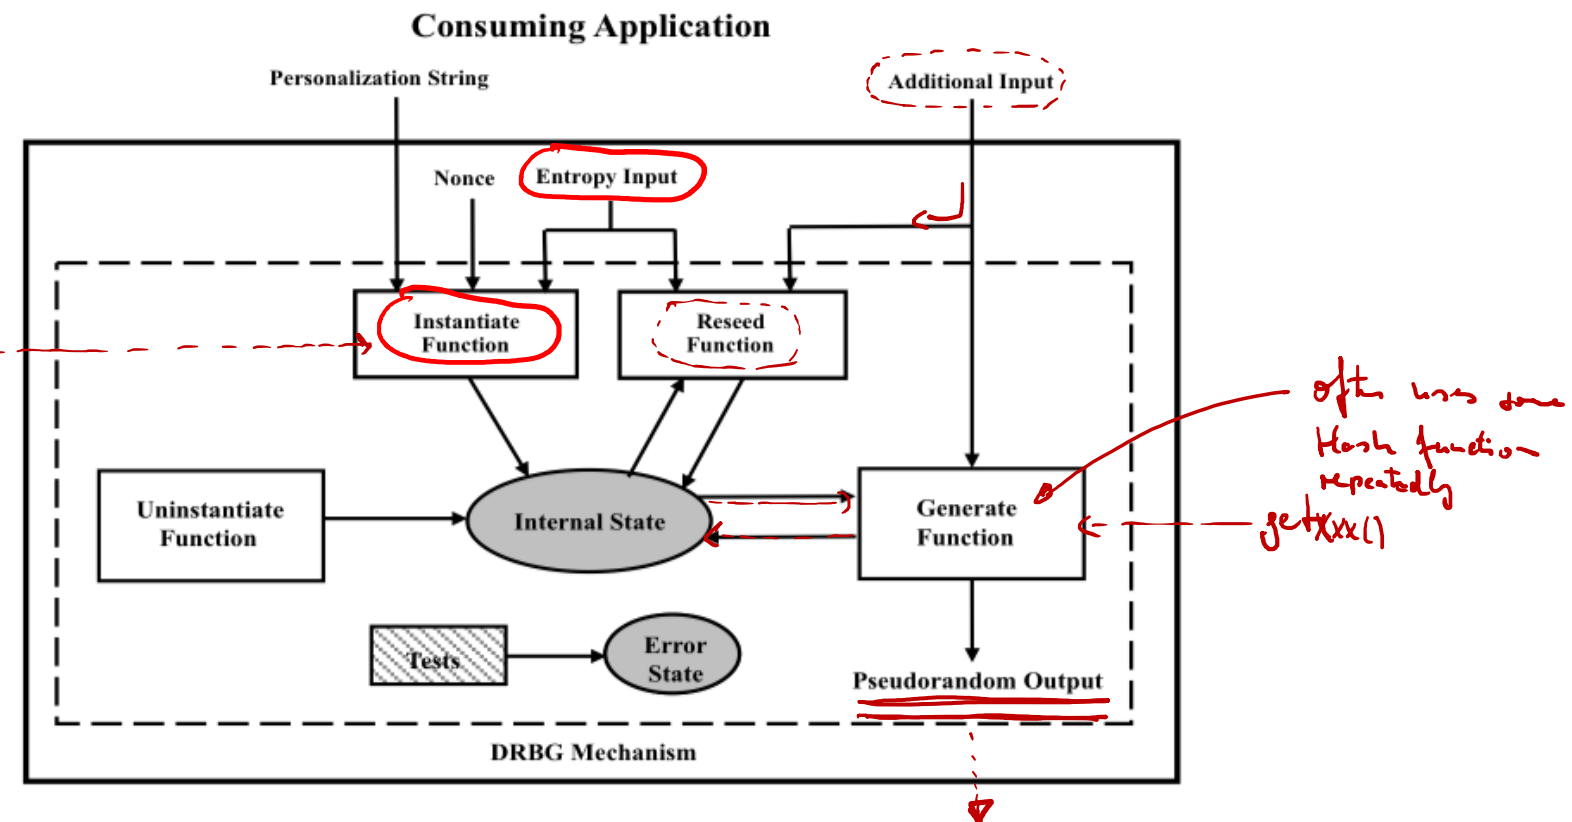 Consuming Application
Personalization String
Additional Input
Nonce
Entropy Input
Instantiate
Function
Reseed
Function
often uses some
Hash function
repeatedly
Uninstantiate
Function
Internal State
Generate
Function
getXxx()
Tests
Error
State
Pseudorandom Output
DRBG Mechanism